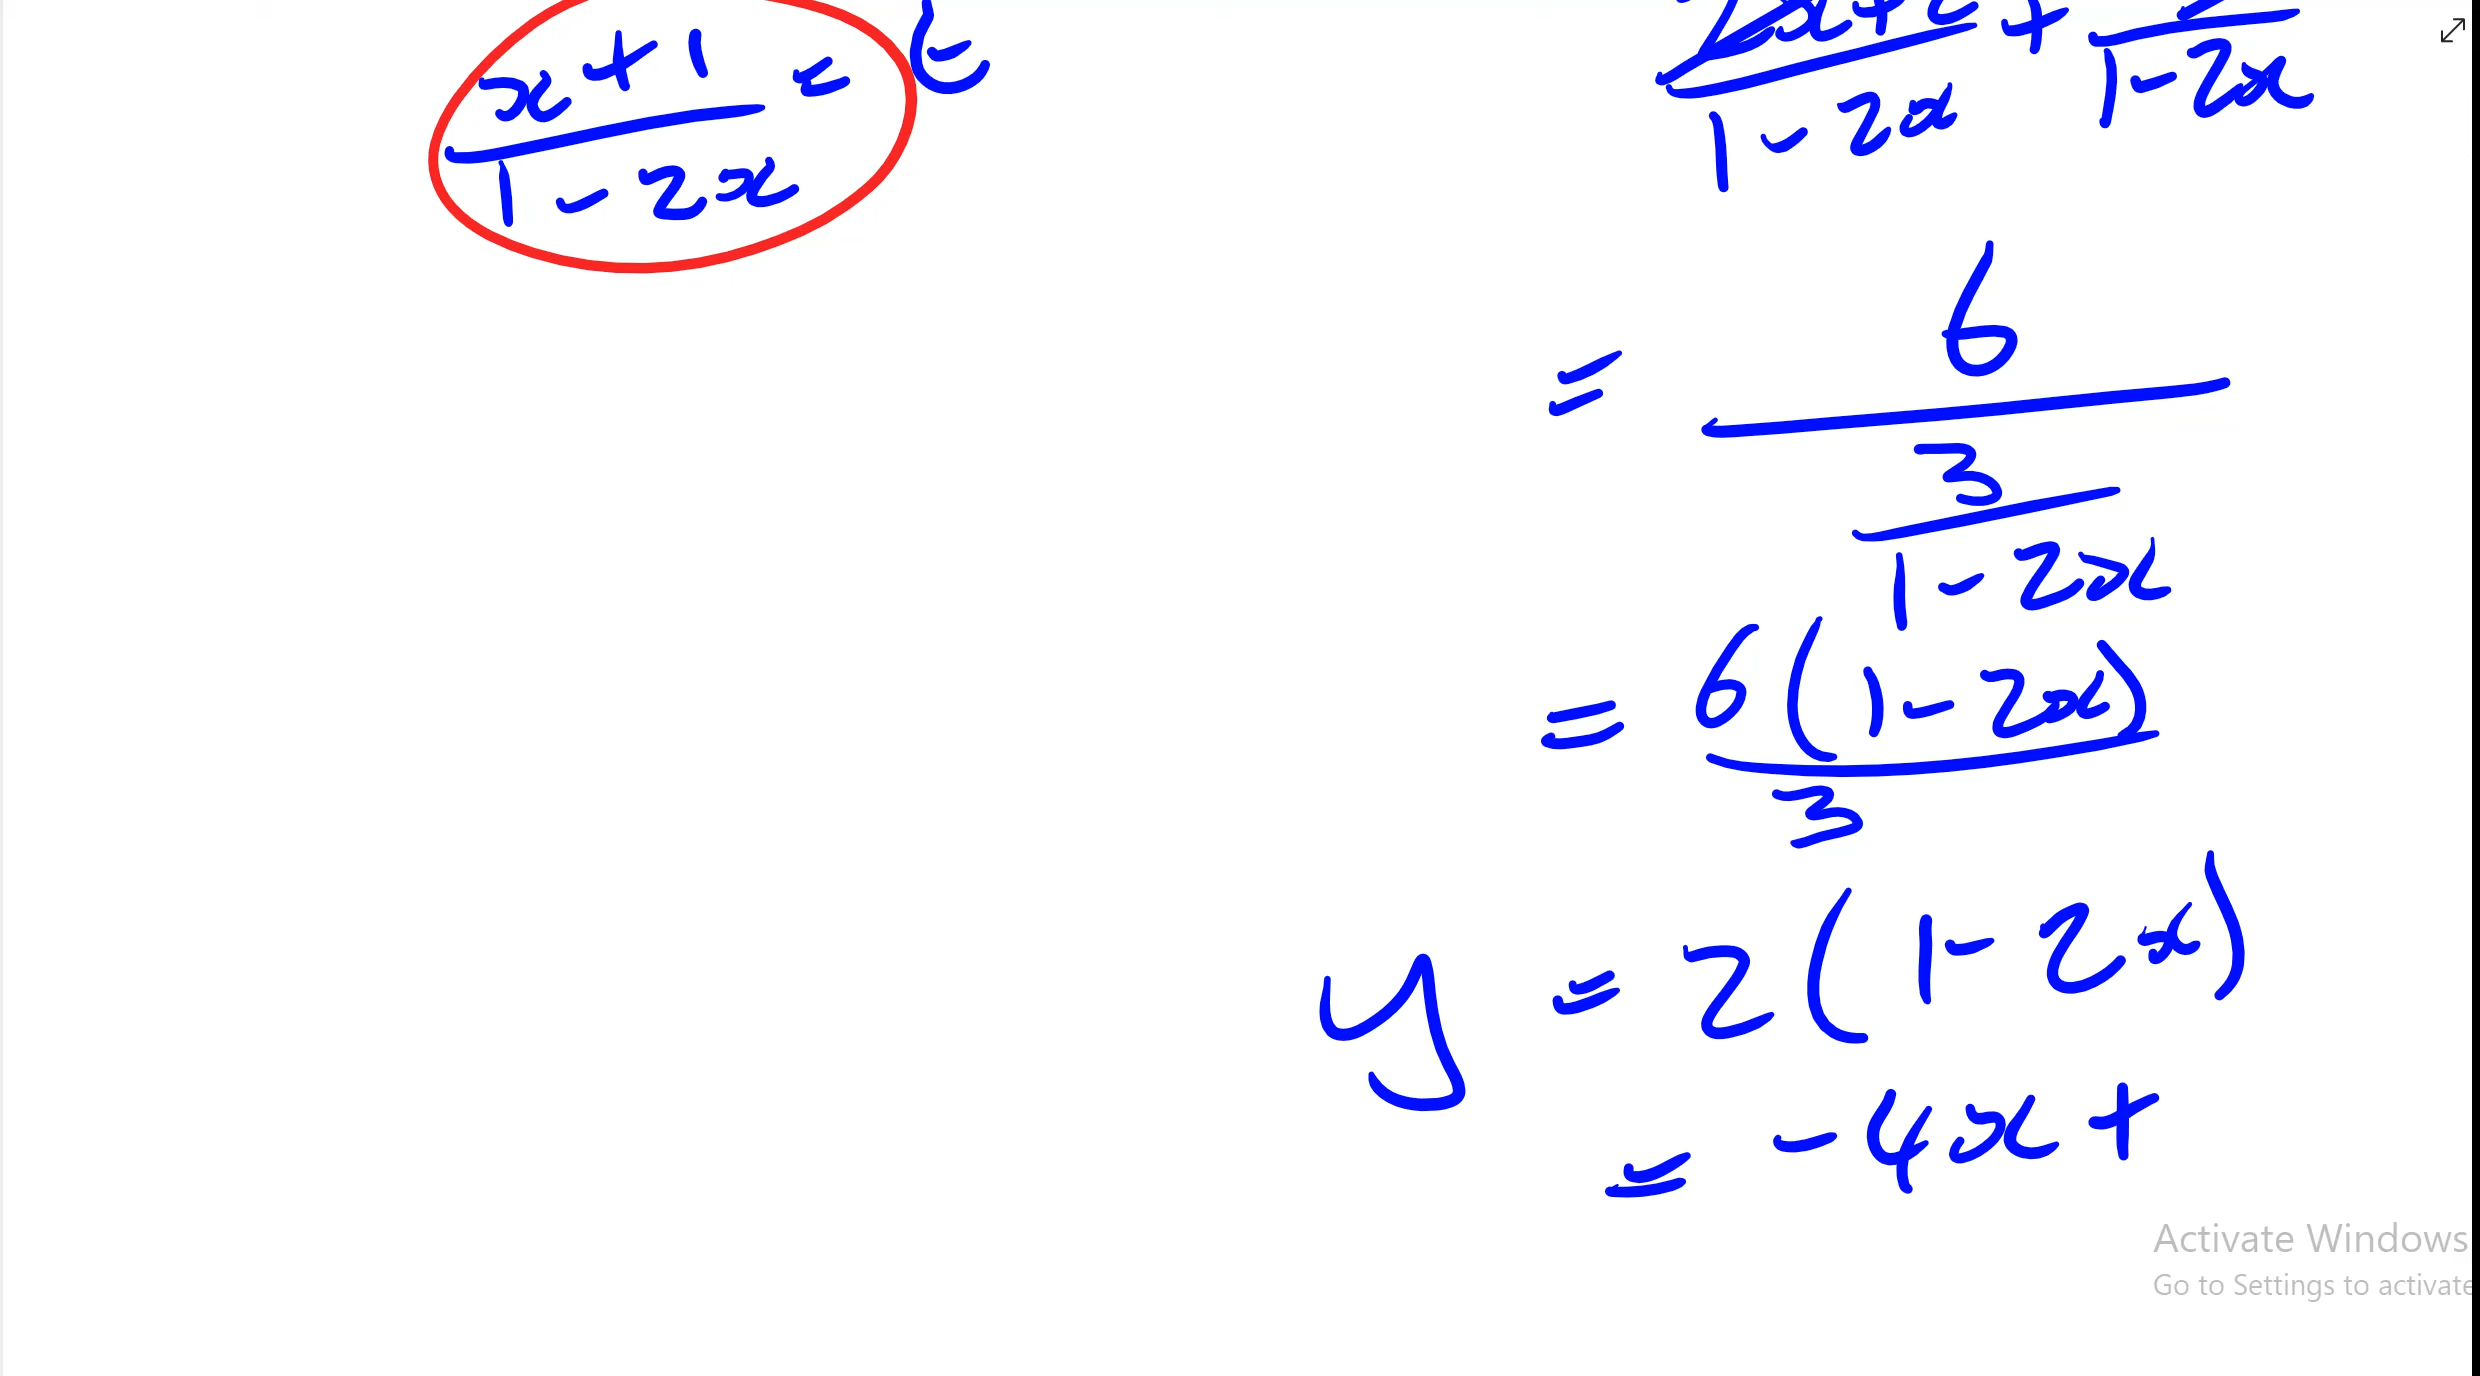 x + 1 = t
1 - 2x
1 - 2x
1 - 2x
= 6
3
1 - 2x
= 6(1 - 2x)
3
y = 2(1 - 2x)
= -4x +
Activate Windows
Go to Settings to activate